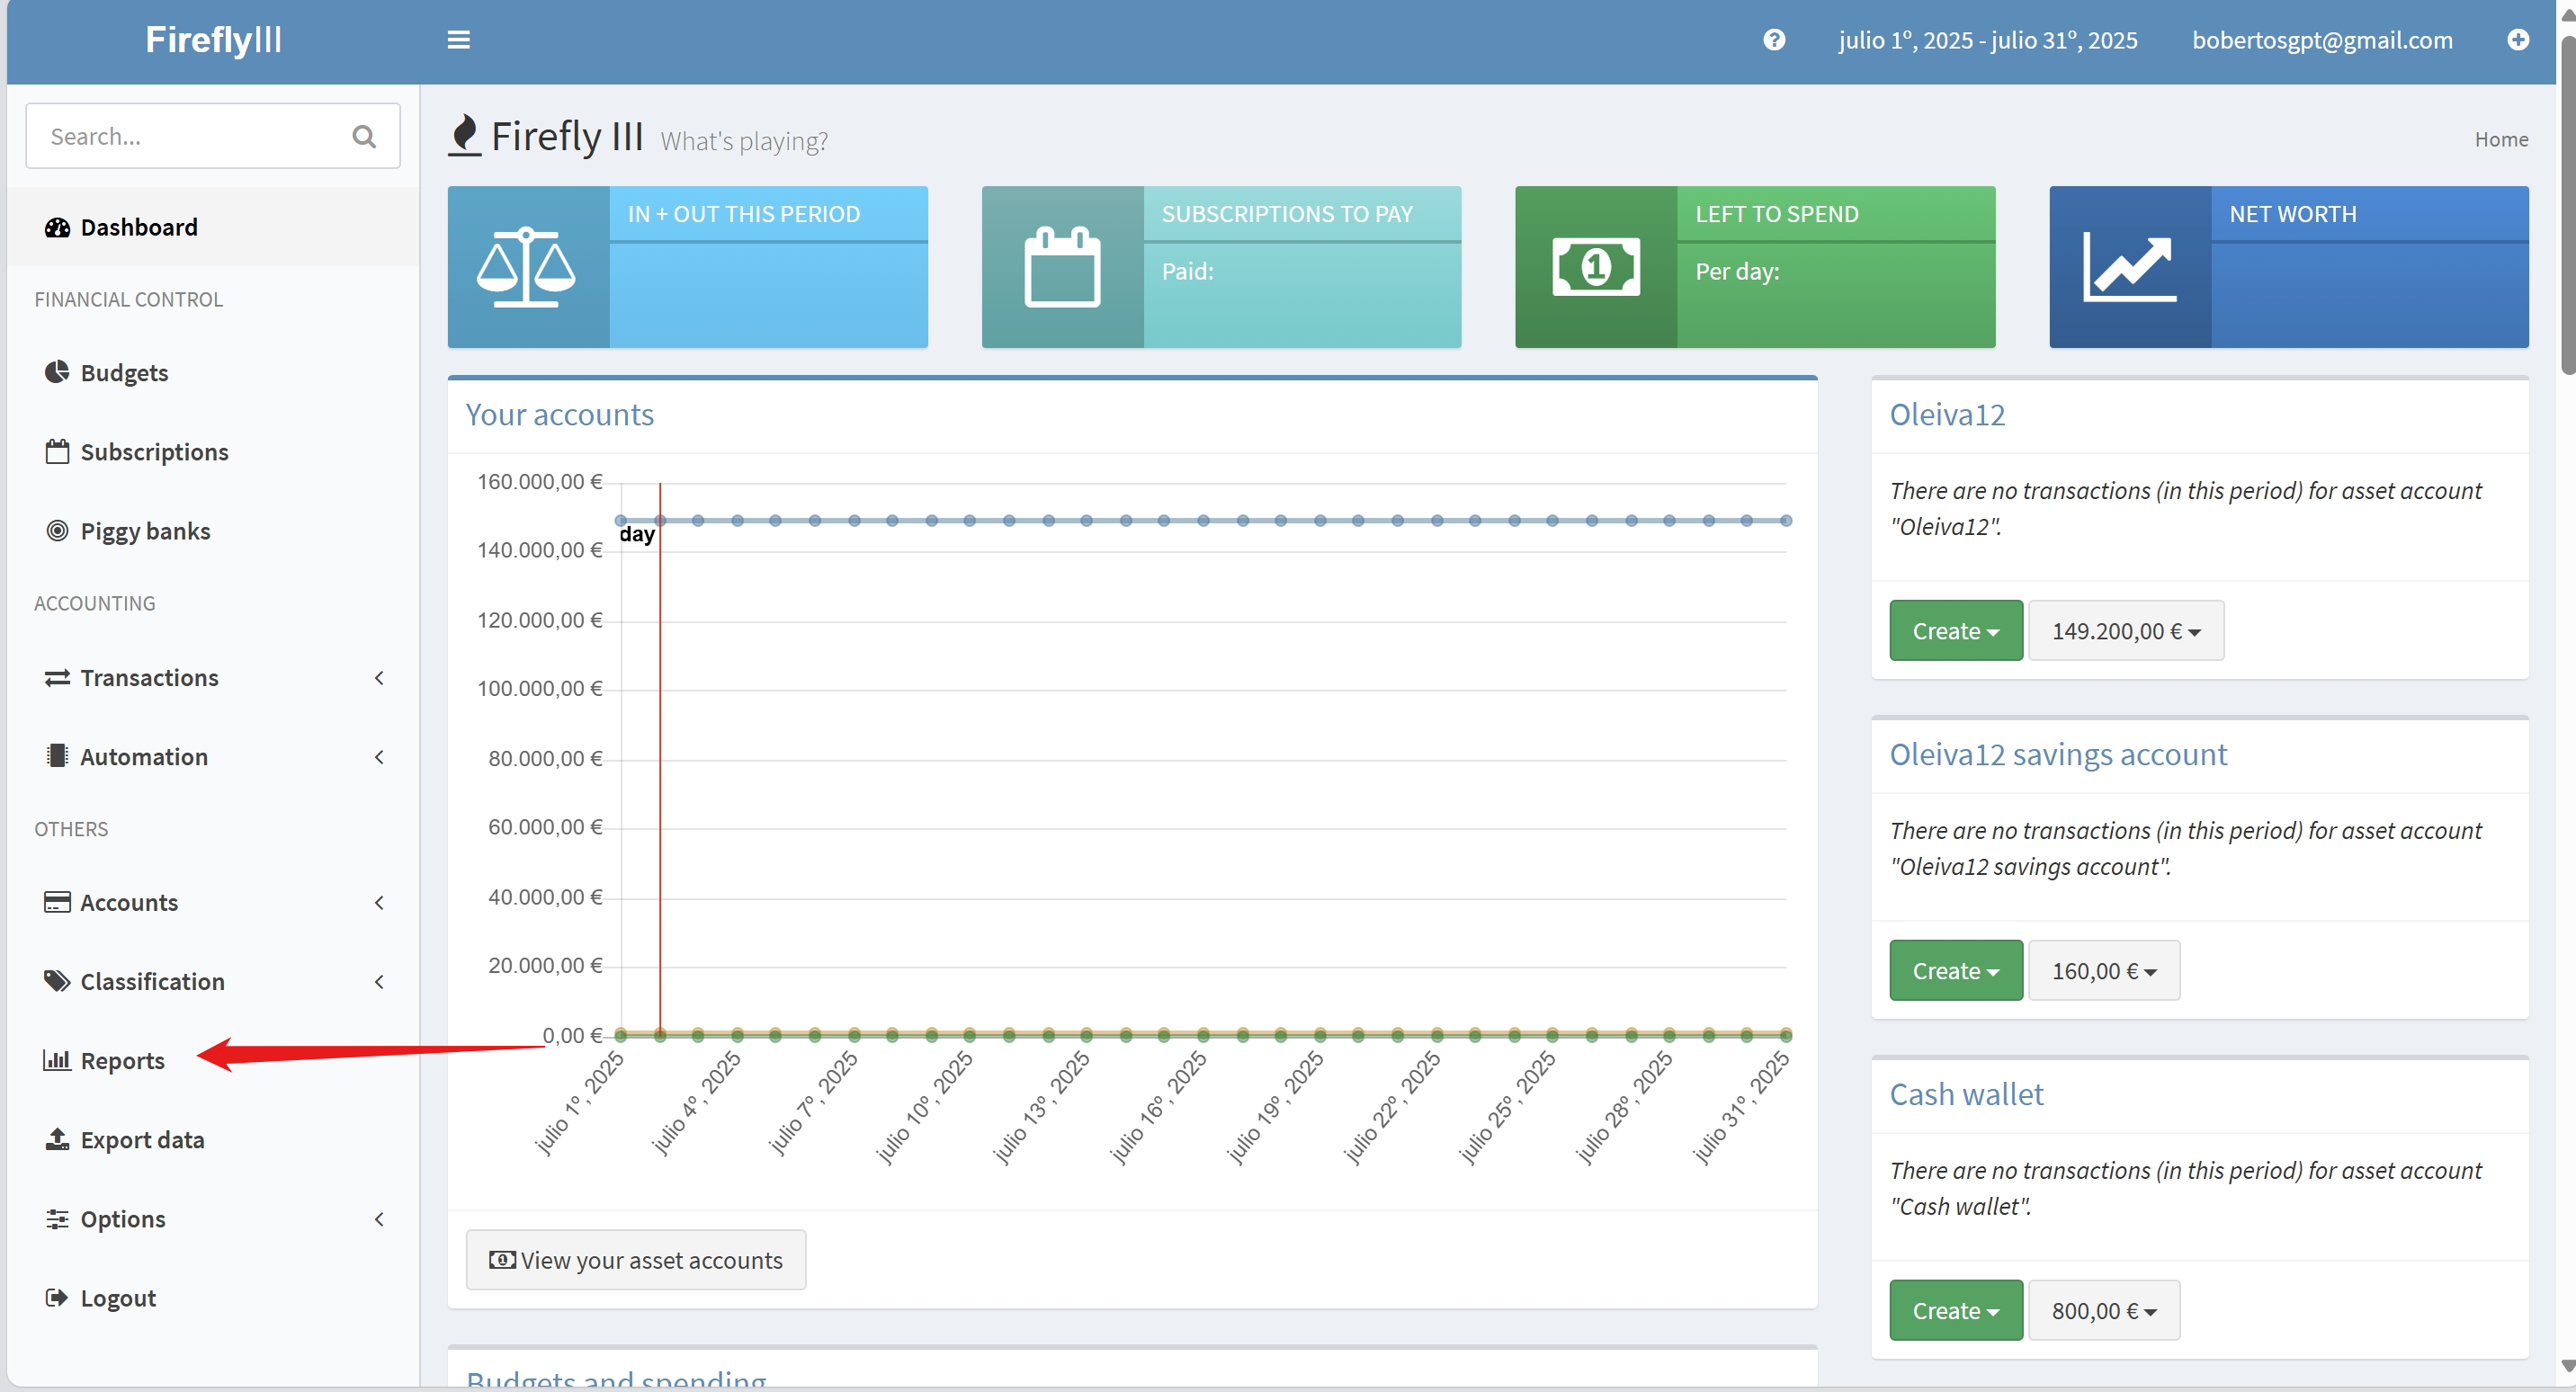 FireflyIII
julio 1º, 2025 - julio 31º, 2025
bobertosgpt@gmail.com
Search...
Dashboard
FINANCIAL CONTROL
Budgets
Subscriptions
Piggy banks
ACCOUNTING
Transactions
Automation
OTHERS
Accounts
Classification
Reports
Export data
Options
Logout
Firefly III What's playing?
Home
IN + OUT THIS PERIOD
SUBSCRIPTIONS TO PAY
Paid:
LEFT TO SPEND
Per day:
NET WORTH
Your accounts
160.000,00 €
day
140.000,00 €
120.000,00 €
100.000,00 €
80.000,00 €
60.000,00 €
40.000,00 €
20.000,00 €
0,00 €
julio 1º, 2025
julio 4º, 2025
julio 7º, 2025
julio 10º, 2025
julio 13º, 2025
julio 16º, 2025
julio 19º, 2025
julio 22º, 2025
julio 25º, 2025
julio 28º, 2025
julio 31º, 2025
View your asset accounts
Budgets and spending
Oleiva12
There are no transactions (in this period) for asset account
"Oleiva12".
Create
149.200,00 €
Oleiva12 savings account
There are no transactions (in this period) for asset account
"Oleiva12 savings account".
Create
160,00 €
Cash wallet
There are no transactions (in this period) for asset account
"Cash wallet".
Create
800,00 €